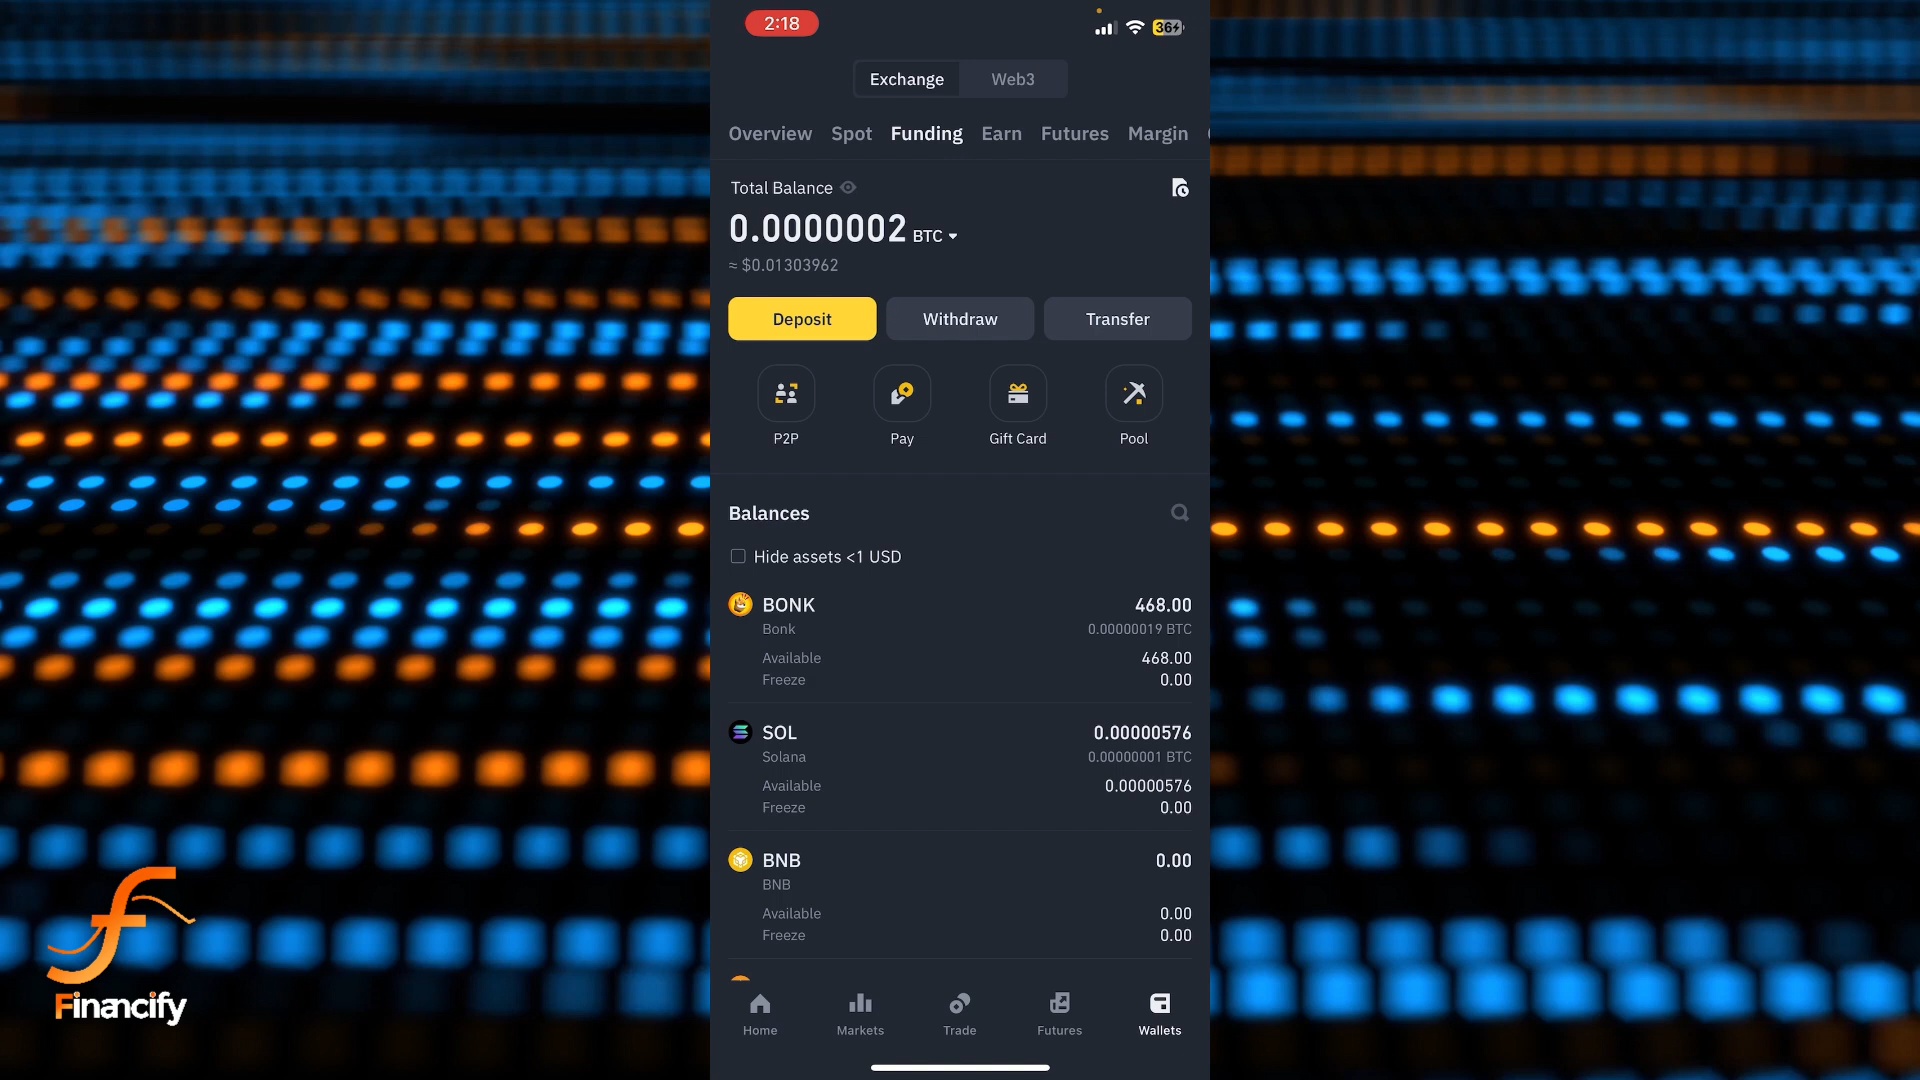 2:18
36
Exchange Web3
Overview Spot Funding Earn Futures Margin
Total Balance
0.0000002 BTC
≈ $0.01303962
Deposit Withdraw Transfer
P2P Pay Gift Card Pool
Balances
Hide assets <1 USD
BONK 468.00
Bonk 0.00000019 BTC
Available 468.00
Freeze 0.00
SOL 0.00000576
Solana 0.00000001 BTC
Available 0.00000576
Freeze 0.00
BNB 0.00
BNB
Available 0.00
Freeze 0.00
Home Markets Trade Futures Wallets
Financify